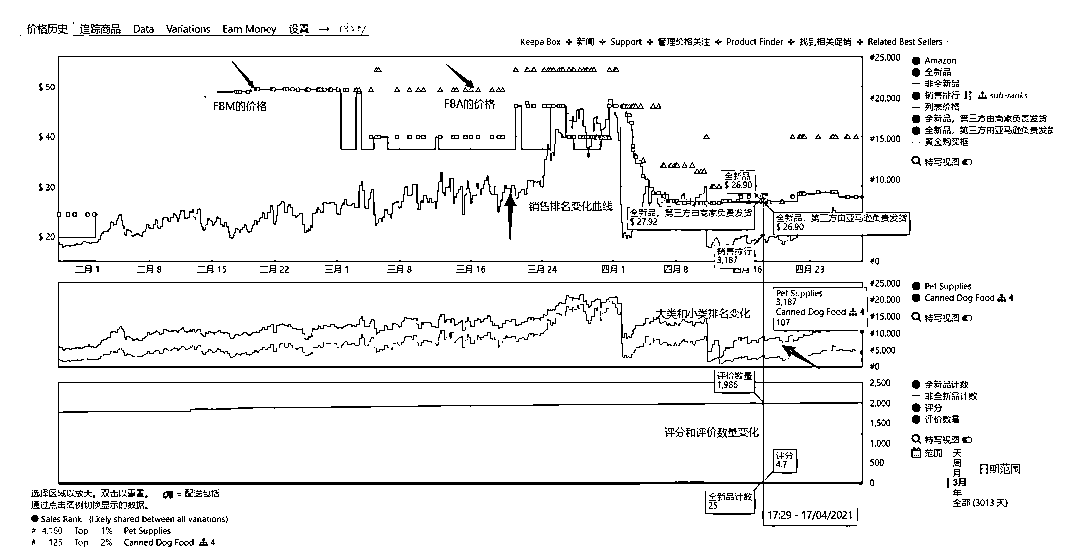 价格历史 追踪商品 Data Variations Earn Money 设置 →
Keepa Box ✦ 新闻 ✦ Support ✦ 管理价格关注 ✦ Product Finder ✦ 找到相关促销 ✦ Related Best Sellers
$ 50
$ 40
$ 30
$ 20
FBM的价格
FBA的价格
销售排名变化曲线
#25,000
#20,000
#15,000
#10,000
#0
Amazon
全新品
非全新品
销售排行 sub-ranks
列表价格
全新品，第三方由商家负责发货
全新品，第三方由亚马逊负责发货
黄金购买框
特写视图
全新品
$ 26.90
全新品，第三方由商家负责发货
$ 27.92
全新品，第三方由亚马逊负责发货
$ 26.90
销售排行
3,187
二月 1 二月 8 二月 15 二月 22 三月 1 三月 8 三月 16 三月 24 四月 1 四月 8 四月 16 四月 23
#25,000
#20,000
#15,000
#10,000
#5,000
#0
Pet Supplies
Canned Dog Food 4
特写视图
Pet Supplies
3,187
Canned Dog Food 4
107
大类和小类排名变化
评价数量
1,986
2,500
2,000
1,500
1,000
500
0
全新品计数
非全新品计数
评分
评价数量
特写视图
范围
天
周
月
3月
年
全部 (3013 天)
日期范围
评分和评价数量变化
评分
4.7
全新品计数
25
17:29 - 17/04/2021
选择区域以放大。双击以重置。 = 配送包括
通过点击图例切换显示的数据。
Sales Rank (likely shared between all variations)
Top 1% Pet Supplies
# 125 Top 2% Canned Dog Food 4